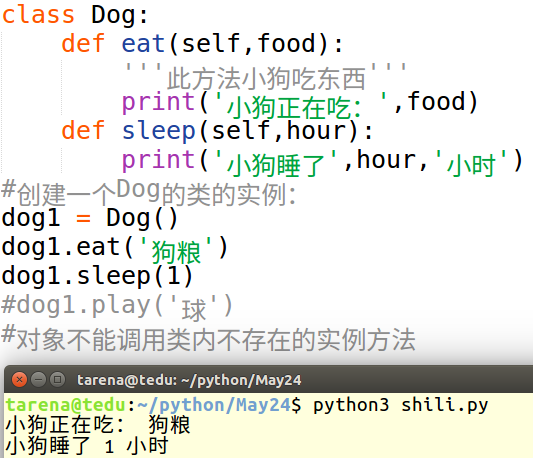 class Dog:
    def eat(self,food):
        '''此方法小狗吃东西'''
        print('小狗正在吃：',food)
    def sleep(self,hour):
        print('小狗睡了',hour,'小时')
#创建一个Dog的类的实例：
dog1 = Dog()
dog1.eat('狗粮')
dog1.sleep(1)
#dog1.play('球')
#对象不能调用类内不存在的实例方法
tarena@tedu: ~/python/May24
tarena@tedu:~/python/May24$ python3 shili.py
小狗正在吃： 狗粮
小狗睡了 1 小时